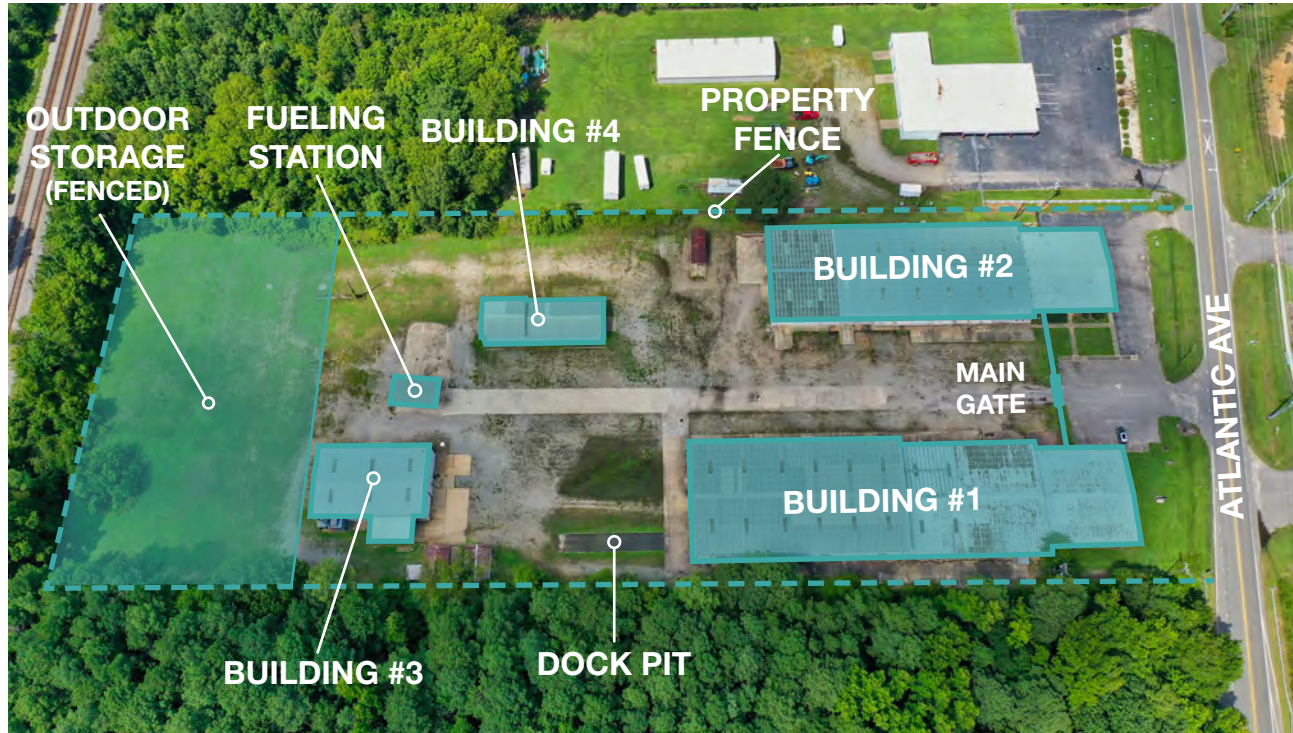 OUTDOOR
STORAGE
(FENCED)
FUELING
STATION
BUILDING #4
PROPERTY
FENCE
BUILDING #2
MAIN
GATE
ATLANTIC AVE
BUILDING #1
BUILDING #3
DOCK PIT